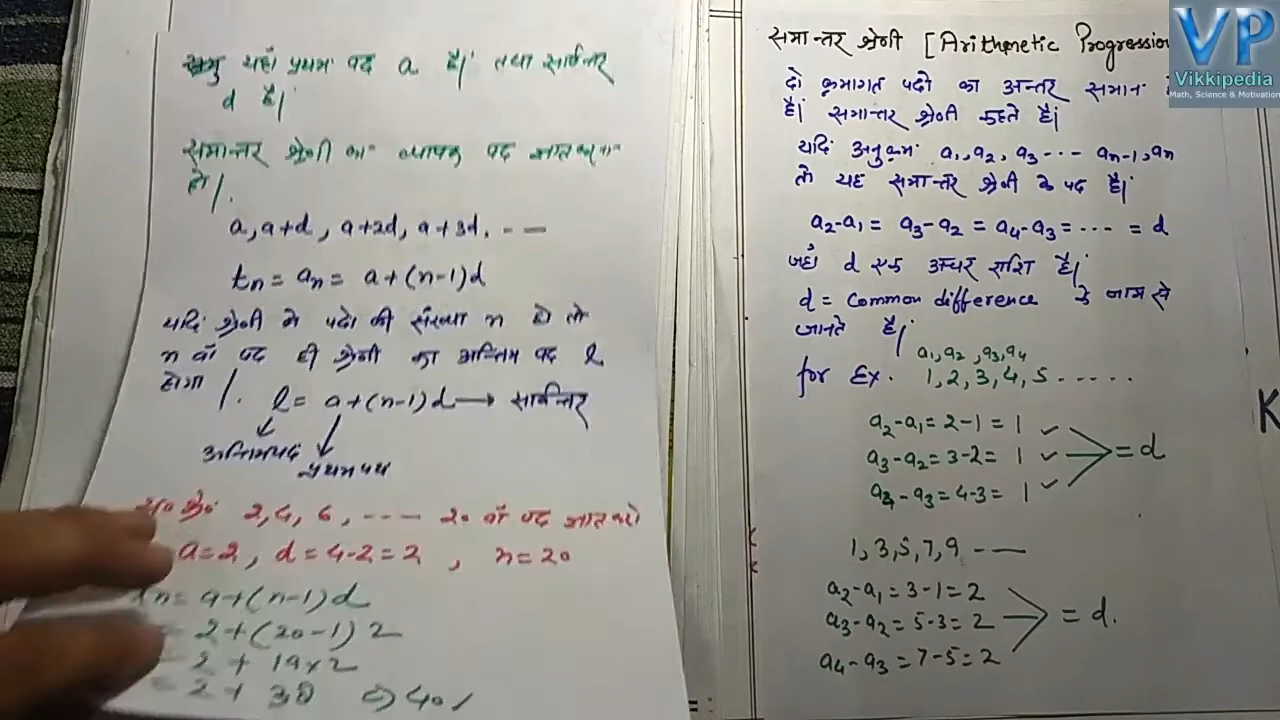 यहाँ प्रथम पद a है। तथा सार्वान्तर
d है।
समान्तर श्रेणी का व्यापक पद ज्ञात करना
हो।
a, a+d, a+2d, a+3d, - —
tn = an = a+(n-1)d
यदि श्रेणी मे पदो की संख्या n हो तो
n वाँ पद ही श्रेणी का अन्तिम पद l
होगा।
l = a+(n-1)d → सार्वान्तर
अन्तिमपद
प्रथम पद
स० श्रे० 2, 4, 6, ---- 20 वाँ पद ज्ञात करो
a=2, d = 4-2 = 2, n = 20
tn = a+(n-1)d
= 2+(20-1)2
= 2 + 19×2
= 2 + 38 ⇒ 40
समान्तर श्रेणी [Arithmetic Progression
दो क्रमागत पदो का अन्तर समान
है। समान्तर श्रेणी कहते है।
यदि अनुक्रम a1, a2, a3 --- an-1, an
तो यह समान्तर श्रेणी के पद है।
a2-a1 = a3-a2 = a4-a3 = ---- = d
जहाँ d एक अचर राशि है।
d = Common difference के नाम से
जानते है।
a1, a2, a3, a4
for Ex. 1, 2, 3, 4, 5 -----
a2-a1 = 2-1 = 1 ✓
a3-a2 = 3-2 = 1 ✓ = d
a4-a3 = 4-3 = 1 ✓
1, 3, 5, 7, 9 - —
a2-a1 = 3-1 = 2
a3-a2 = 5-3 = 2 = d.
a4-a3 = 7-5 = 2
K
VP
Vikkipedia
Math, Science & Motivation